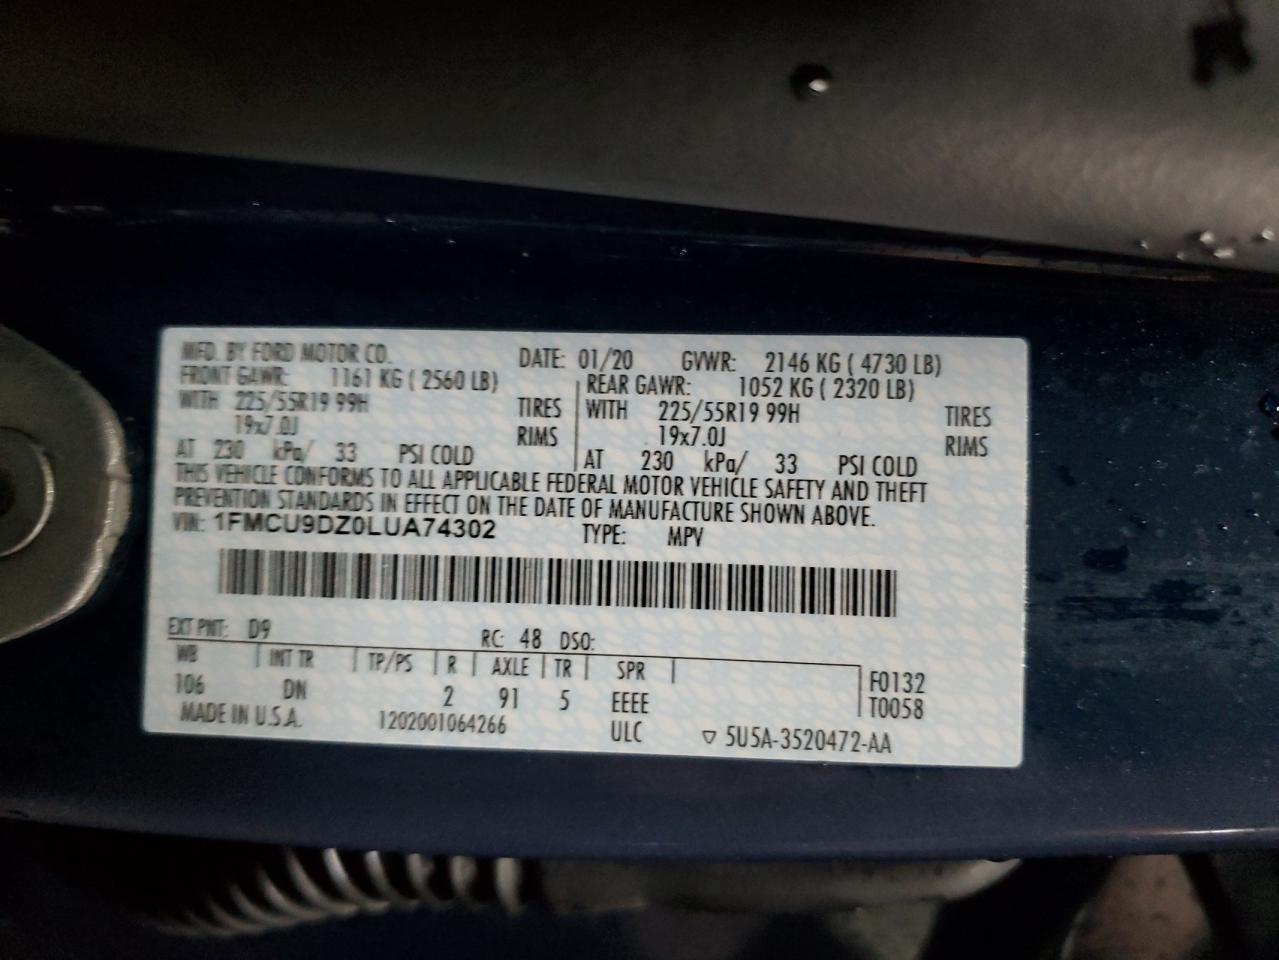 MFD. BY FORD MOTOR CO. DATE: 01/20 GVWR: 2146 KG ( 4730 LB)
FRONT GAWR: 1161 KG ( 2560 LB) REAR GAWR: 1052 KG ( 2320 LB)
WITH 225/55R19 99H TIRES WITH 225/55R19 99H TIRES
19x7.0J RIMS 19x7.0J RIMS
AT 230 kPa/ 33 PSI COLD AT 230 kPa/ 33 PSI COLD
THIS VEHICLE CONFORMS TO ALL APPLICABLE FEDERAL MOTOR VEHICLE SAFETY AND THEFT
PREVENTION STANDARDS IN EFFECT ON THE DATE OF MANUFACTURE SHOWN ABOVE.
VIN: 1FMCU9DZ0LUA74302 TYPE: MPV
EXT PNT: D9 RC: 48 DSO:
WB INT TR TP/PS R AXLE TR SPR F0132
106 DN 2 91 5 EEEE T0058
MADE IN U.S.A. 1202001064266 ULC ▽ 5U5A-3520472-AA